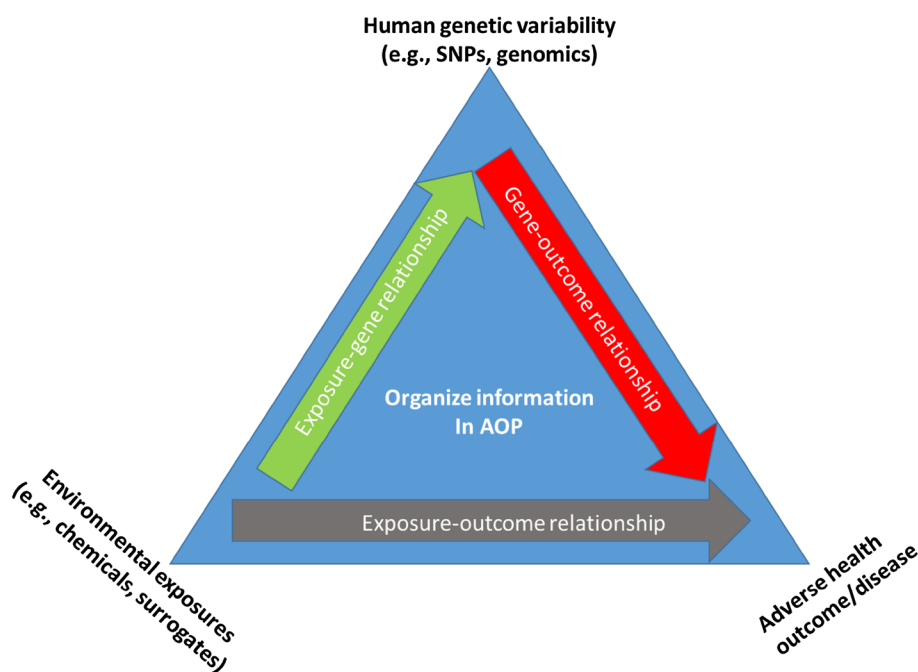 Human genetic variability
(e.g., SNPs, genomics)
Exposure-gene relationship
Gene-outcome relationship
Organize information
In AOP
Exposure-outcome relationship
Environmental exposures
(e.g., chemicals, surrogates)
Adverse health
outcome/disease